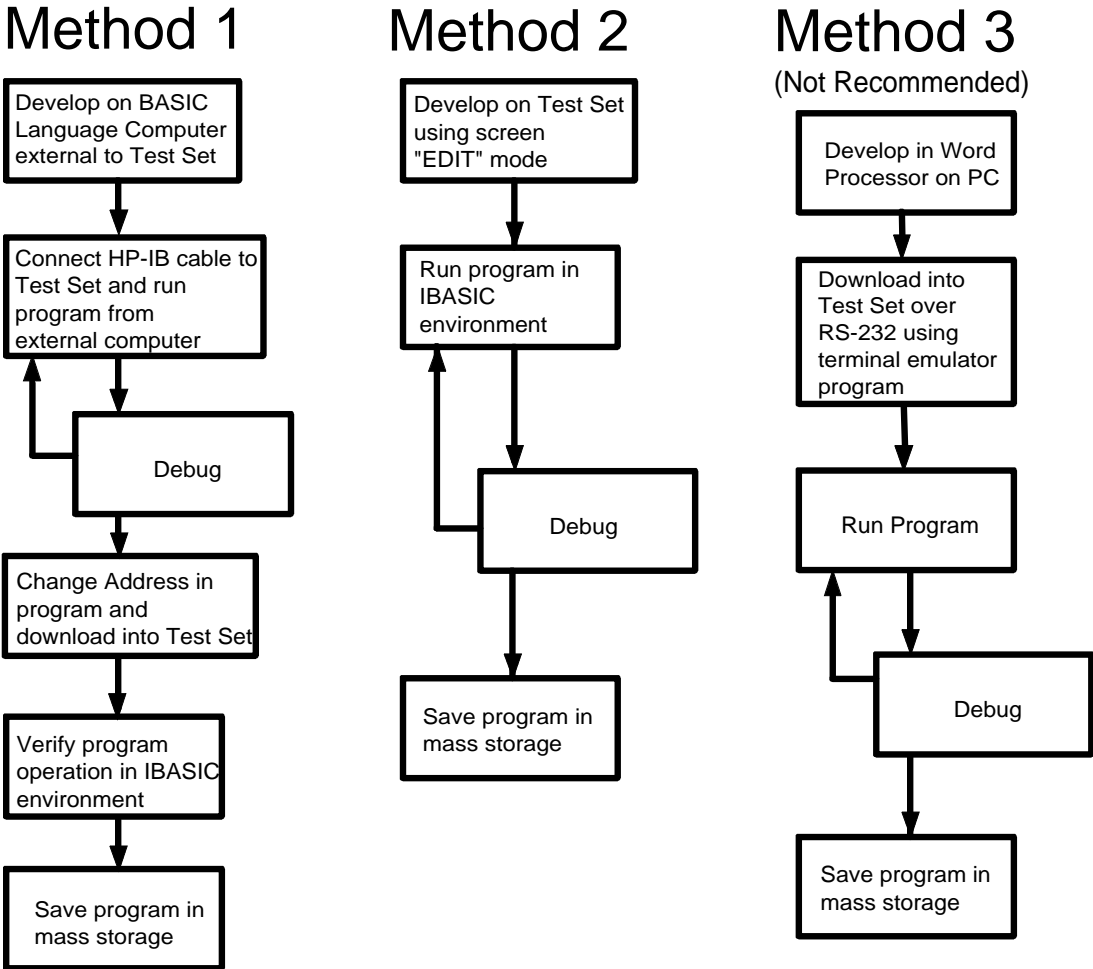 Method 1
Develop on BASIC
Language Computer
external to Test Set
Connect HP-IB cable to
Test Set and run
program from
external computer
Debug
Change Address in
program and
download into Test Set
Verify program
operation in IBASIC
environment
Save program in
mass storage
Method 2
Develop on Test Set
using screen
"EDIT" mode
Run program in
IBASIC
environment
Debug
Save program in
mass storage
Method 3
(Not Recommended)
Develop in Word
Processor on PC
Download into
Test Set over
RS-232 using
terminal emulator
program
Run Program
Debug
Save program in
mass storage